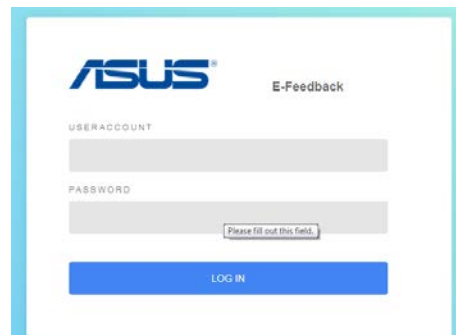 ASUS®
E-Feedback
USERACCOUNT
PASSWORD
Please fill out this field.
LOG IN